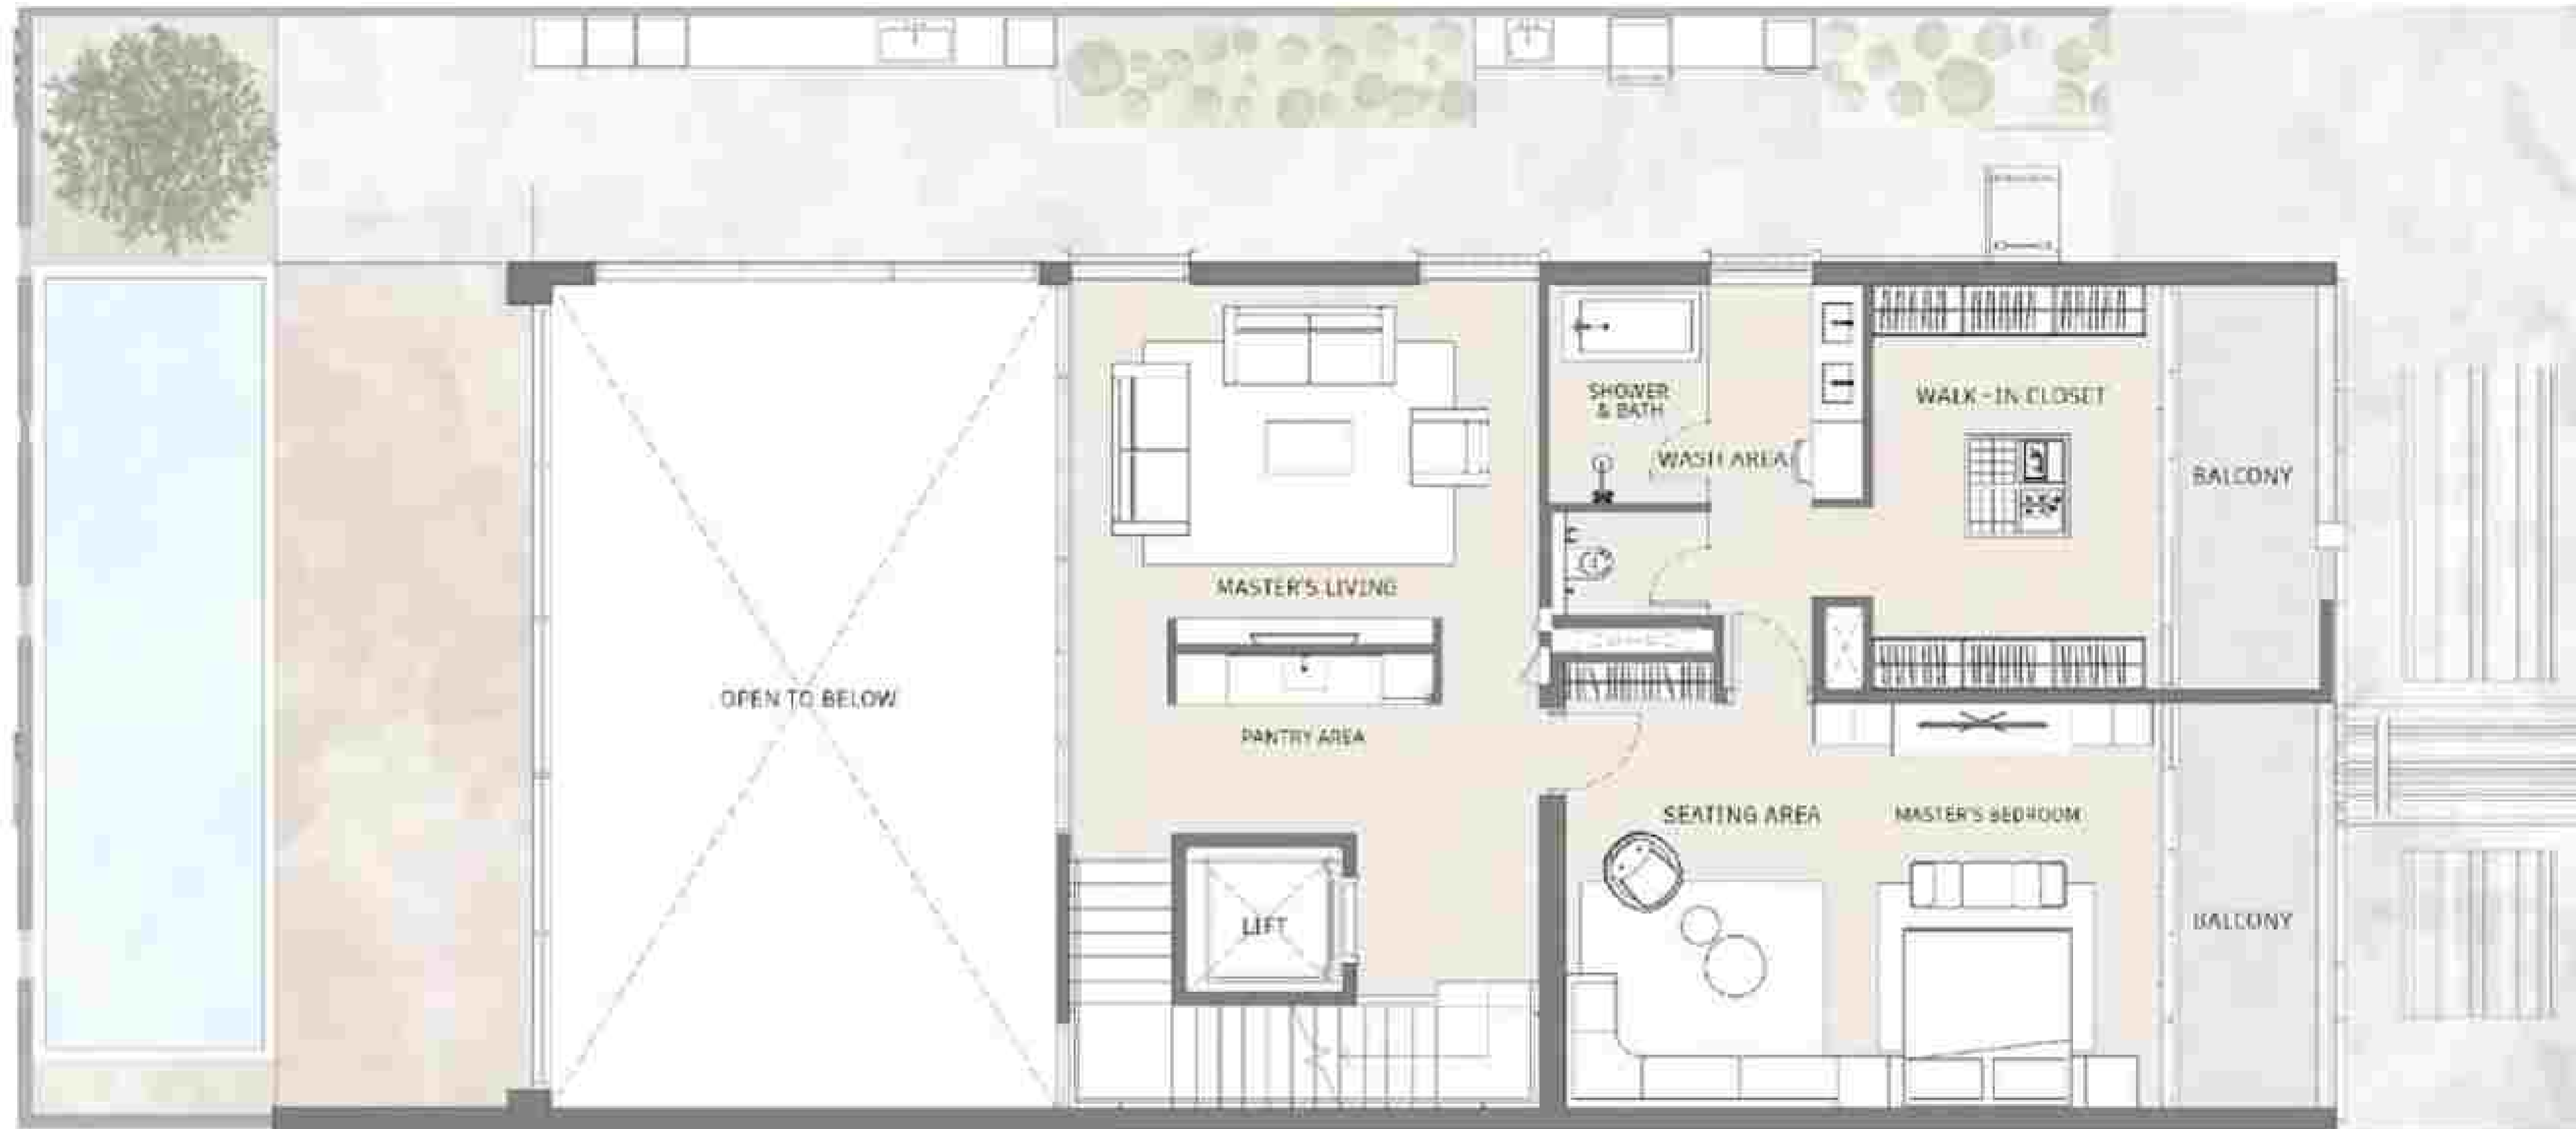 SHOWER
& BATH
WALK-IN CLOSET
WASH AREA
BALCONY
MASTER'S LIVING
OPEN TO BELOW
PANTRY AREA
SEATING AREA
MASTER'S BEDROOM
LIFT
BALCONY